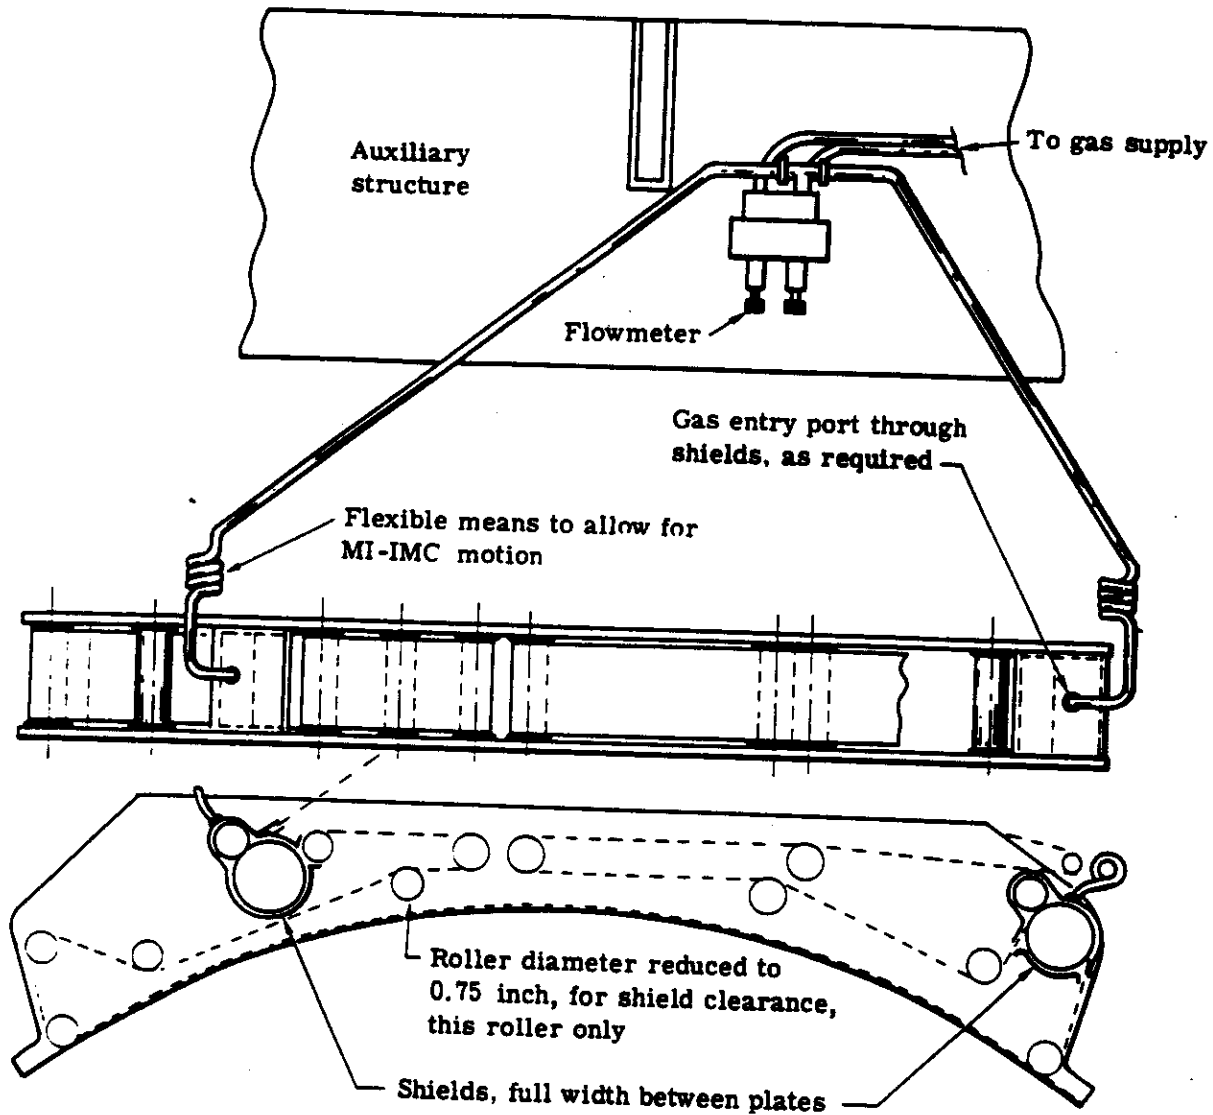 Auxiliary
structure
To gas supply
Flowmeter
Gas entry port through
shields, as required
Flexible means to allow for
MI-IMC motion
Roller diameter reduced to
0.75 inch, for shield clearance,
this roller only
Shields, full width between plates